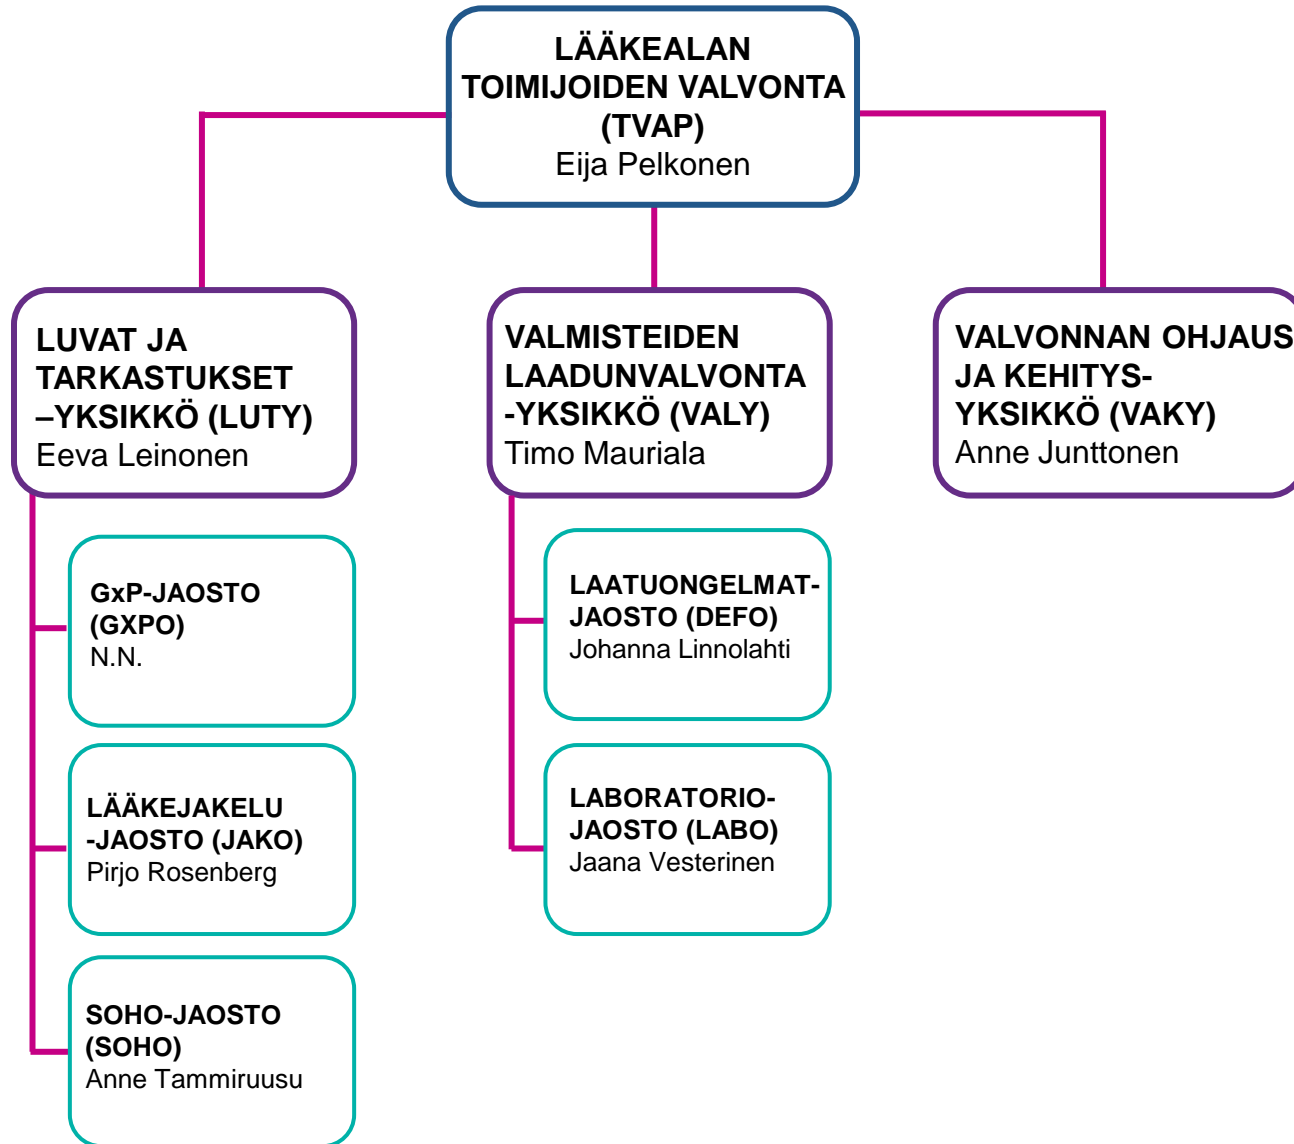 LÄÄKEALAN
TOIMIJOIDEN VALVONTA
(TVAP)
Eija Pelkonen
LUVAT JA
TARKASTUKSET
–YKSIKKÖ (LUTY)
Eeva Leinonen
GxP-JAOSTO
(GXPO)
N.N.
LÄÄKEJAKELU
-JAOSTO (JAKO)
Pirjo Rosenberg
SOHO-JAOSTO
(SOHO)
Anne Tammiruusu
VALMISTEIDEN
LAADUNVALVONTA
-YKSIKKÖ (VALY)
Timo Mauriala
LAATUONGELMAT-
JAOSTO (DEFO)
Johanna Linnolahti
LABORATORIO-
JAOSTO (LABO)
Jaana Vesterinen
VALVONNAN OHJAUS
JA KEHITYS-
YKSIKKÖ (VAKY)
Anne Junttonen